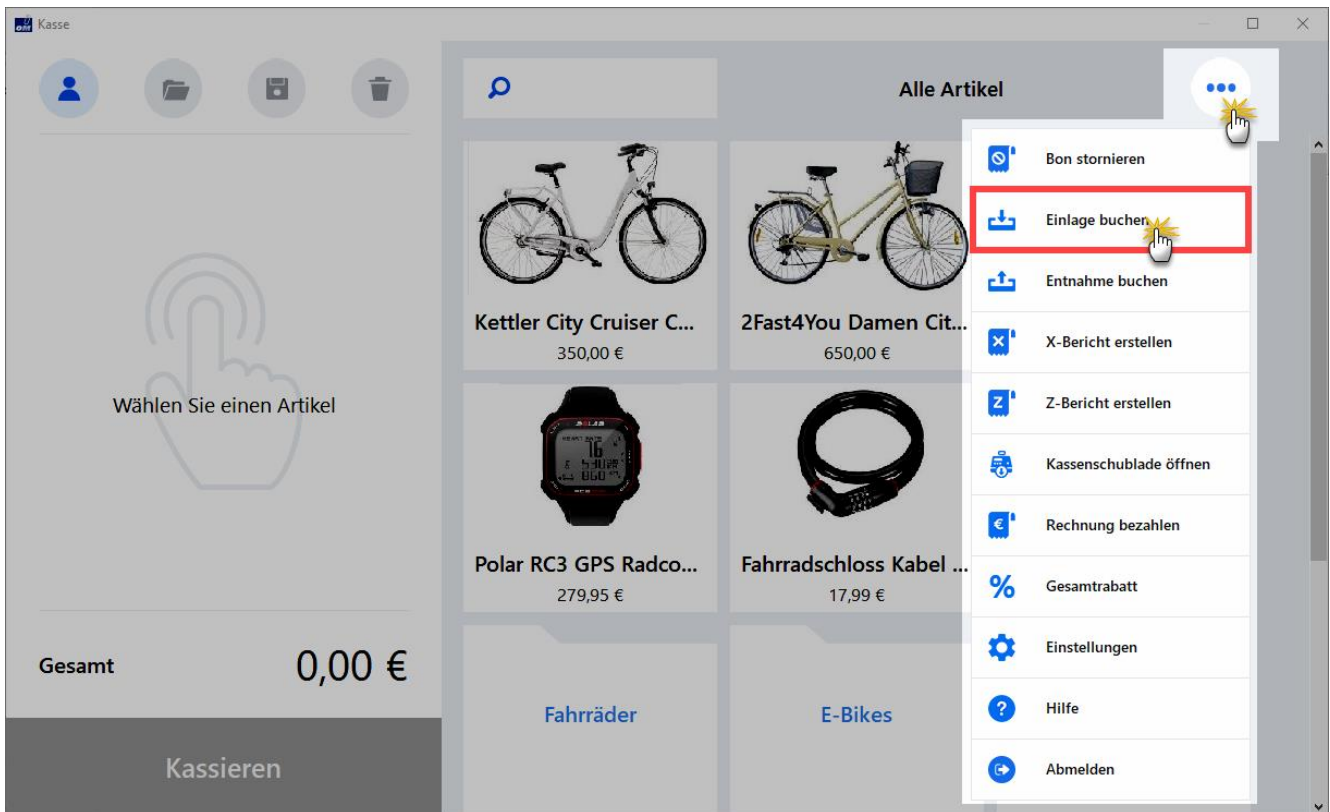 Kasse
Alle Artikel
Bon stornieren
Einlage buchen
Entnahme buchen
X-Bericht erstellen
Z-Bericht erstellen
Kassenschublade öffnen
Rechnung bezahlen
Gesamtrabatt
Einstellungen
Hilfe
Abmelden
Kettler City Cruiser C...
350,00 €
2Fast4You Damen Cit...
650,00 €
Wählen Sie einen Artikel
Polar RC3 GPS Radco...
279,95 €
Fahrradschloss Kabel ...
17,99 €
Gesamt
0,00 €
Fahrräder
E-Bikes
Kassieren